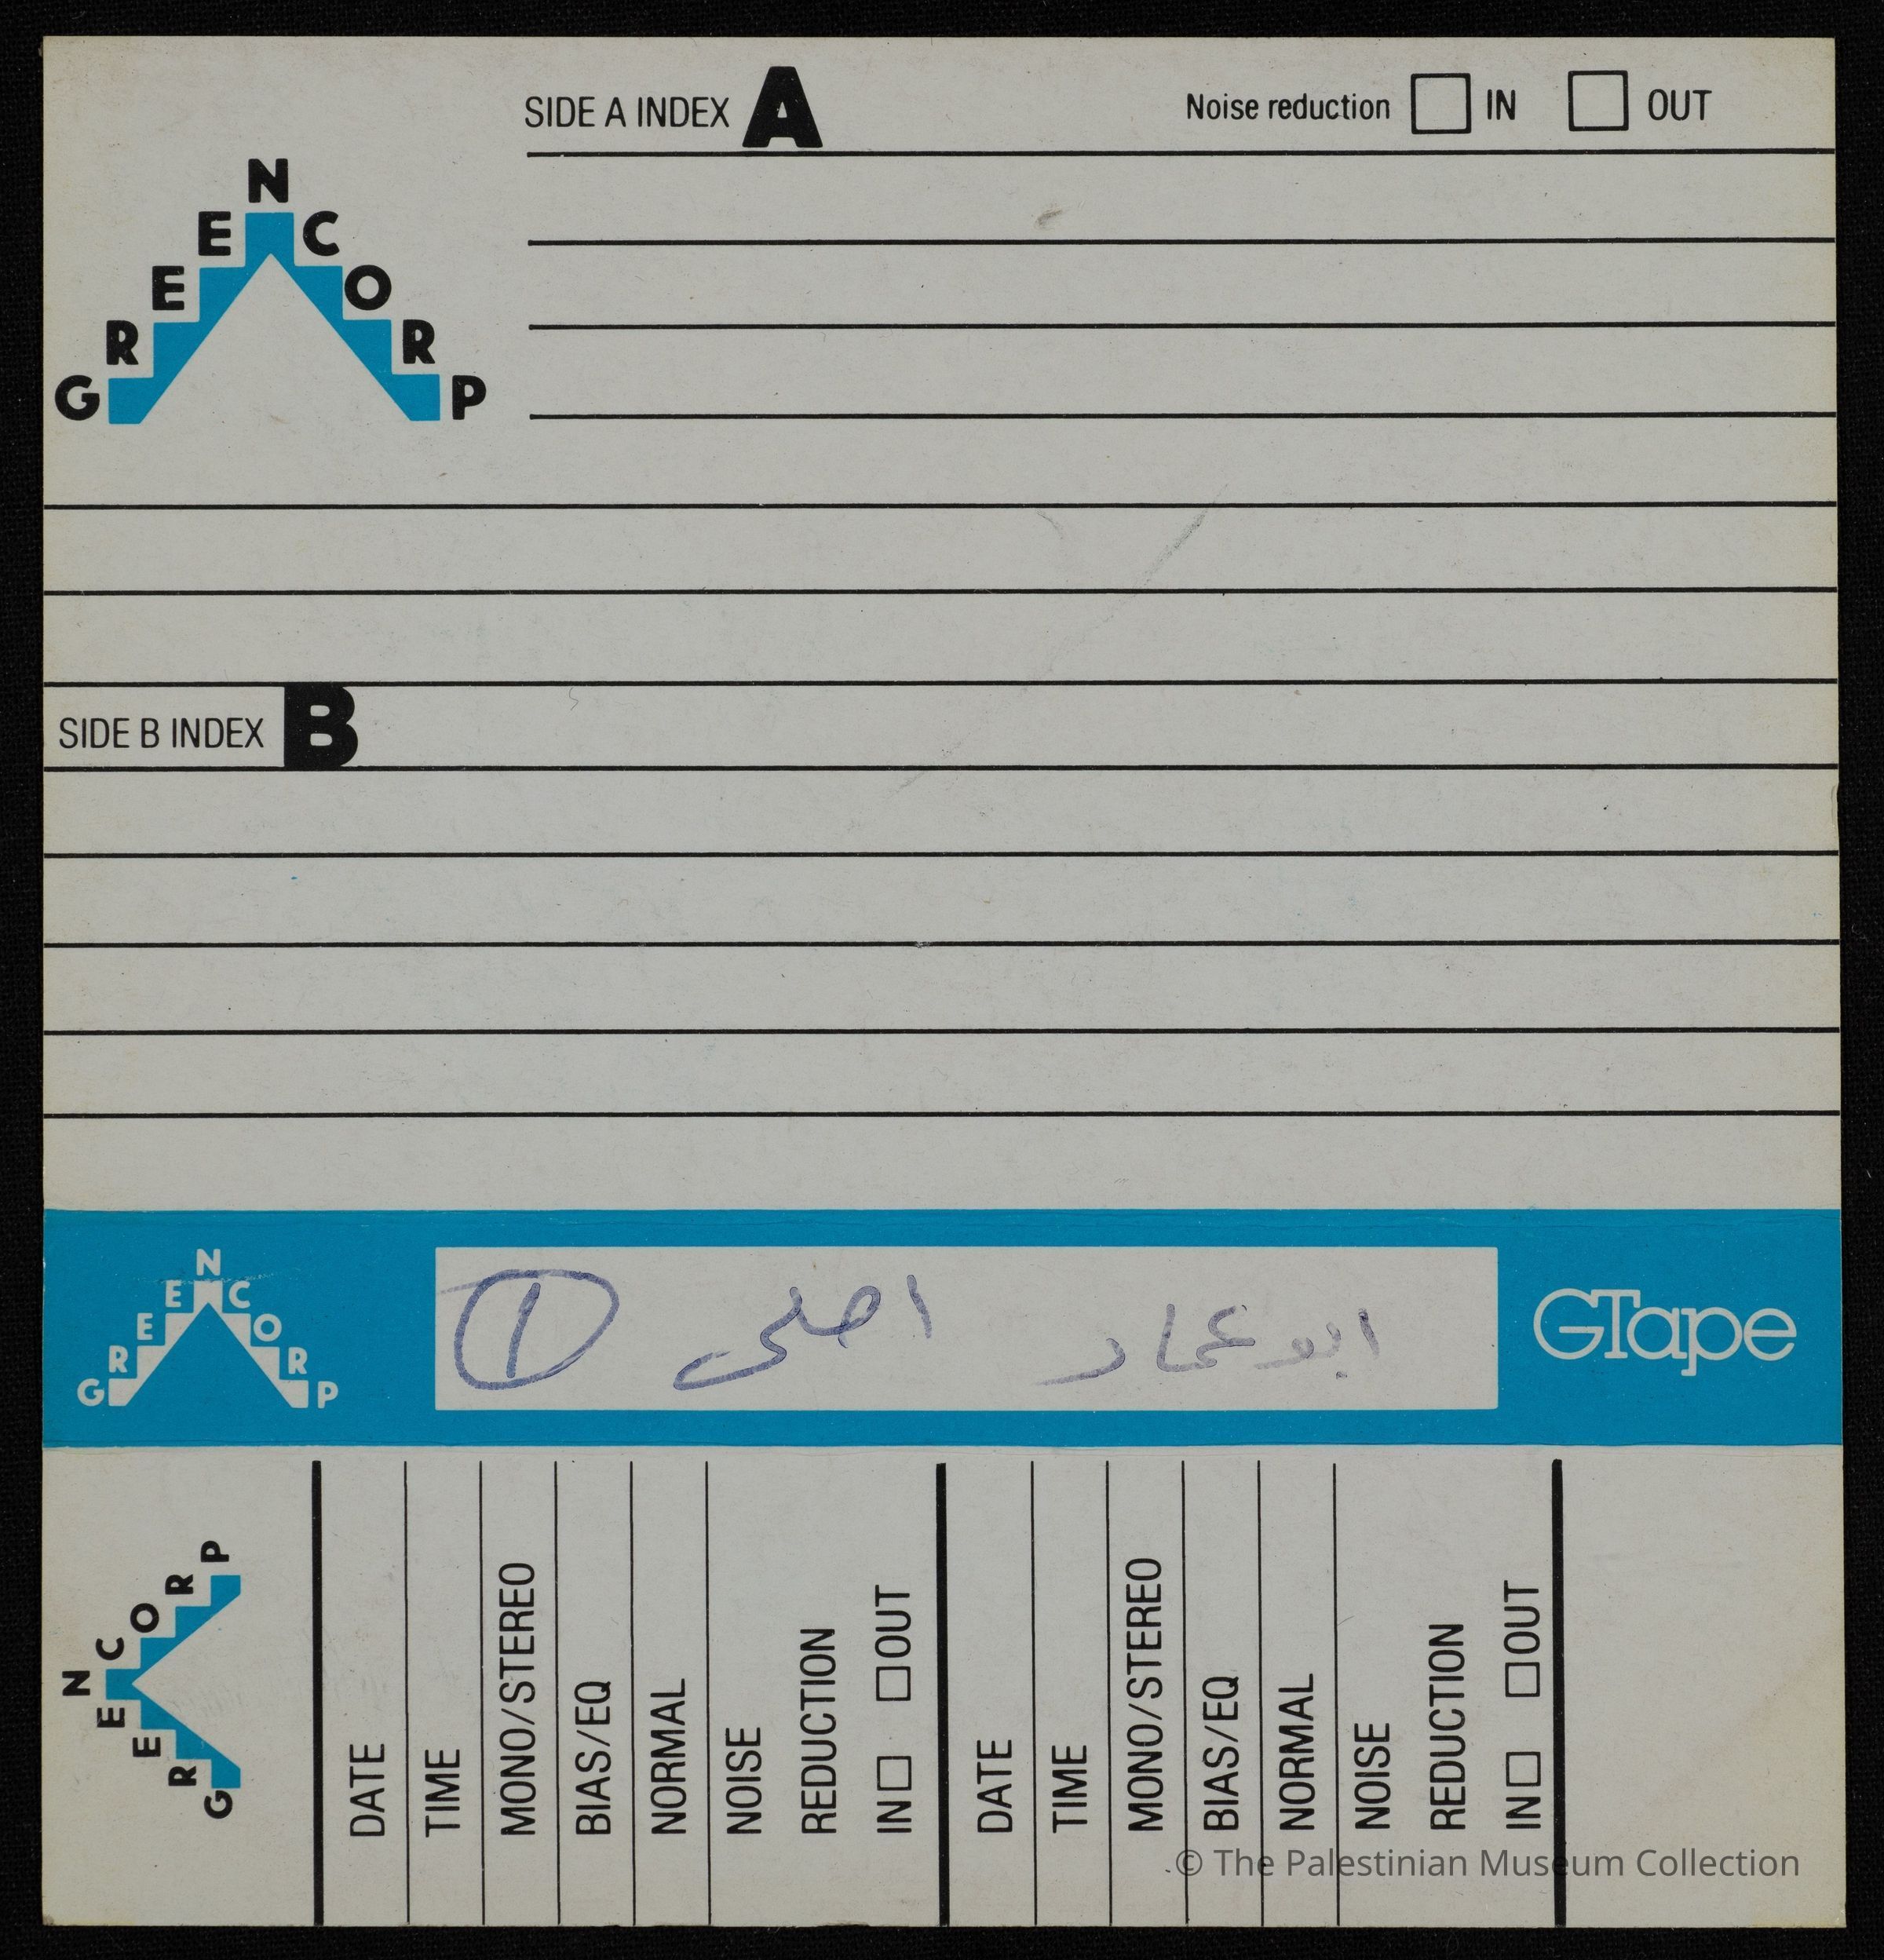 SIDE A INDEX A Noise reduction IN OUT
GREENCORP
SIDE B INDEX B
GREENCORP
ابو عماد اصلي ①
GTape
GREENCORP
DATE
TIME
MONO/STEREO
BIAS/EQ
NORMAL
NOISE
REDUCTION
IN OUT
DATE
TIME
MONO/STEREO
BIAS/EQ
NORMAL
NOISE
REDUCTION
IN OUT
© The Palestinian Museum Collection